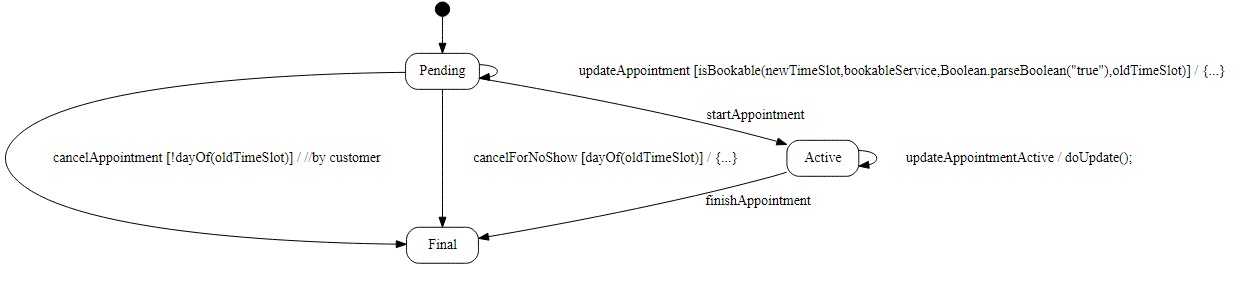 Pending
updateAppointment [isBookable(newTimeSlot,bookableService,Boolean.parseBoolean("true"),oldTimeSlot)] / {...}
startAppointment
cancelAppointment [!dayOf(oldTimeSlot)] / //by customer
cancelForNoShow [dayOf(oldTimeSlot)] / {...}
Active
updateAppointmentActive / doUpdate();
finishAppointment
Final